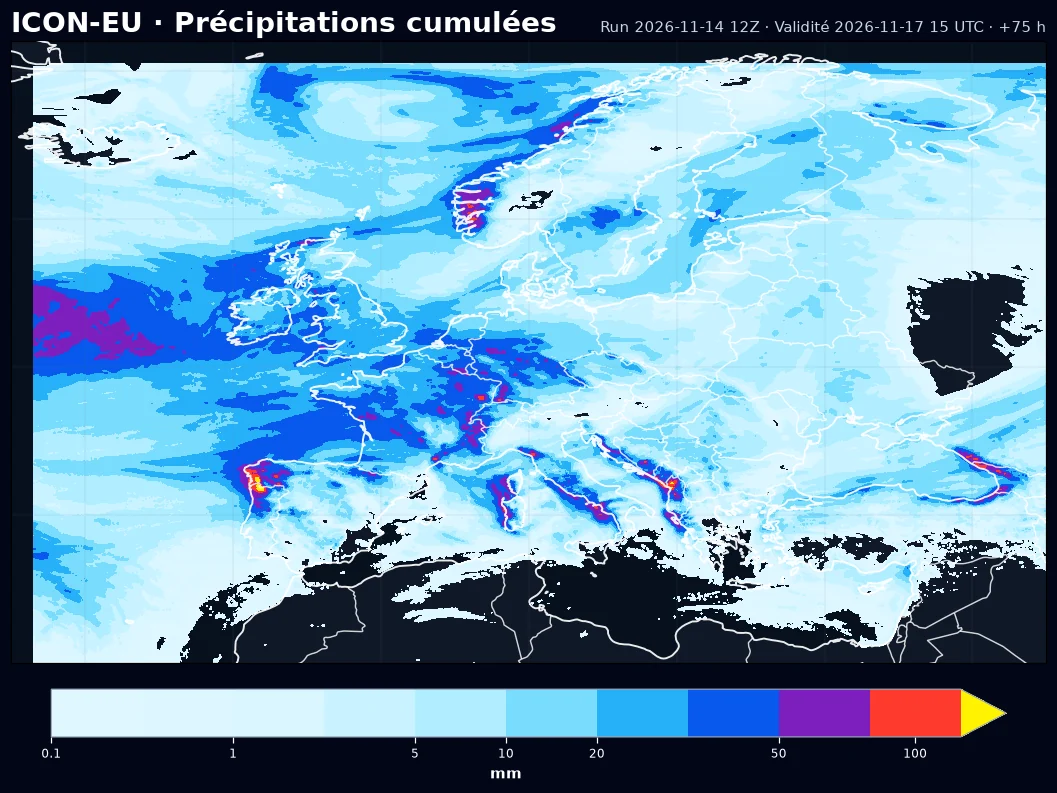 ICON-EU · Précipitations cumulées
Run 2026-11-14 12Z · Validité 2026-11-17 15 UTC · +75 h
0.1 1 5 10 20 50 100
mm